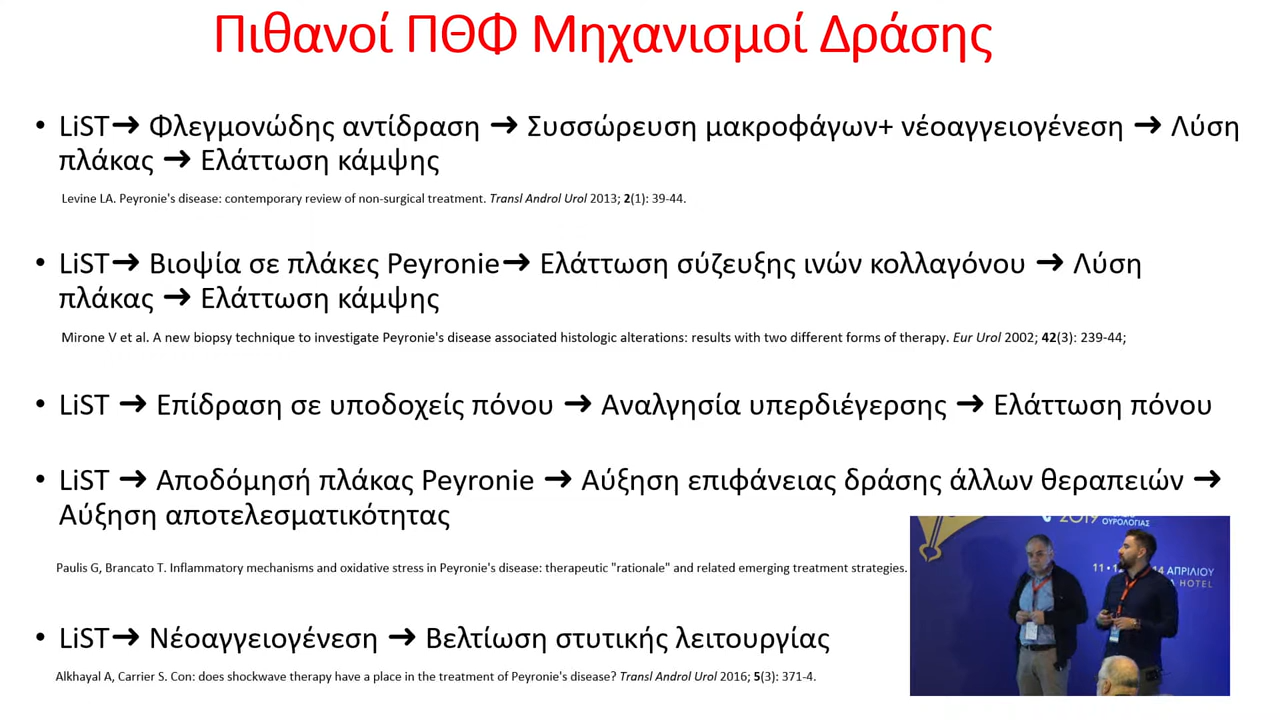 Πιθανοί ΠΘΦ Μηχανισμοί Δράσης
• LiST➔ Φλεγμονώδης αντίδραση ➔ Συσσώρευση μακροφάγων+ νέοαγγειογένεση ➔ Λύση
πλάκας ➔ Ελάττωση κάμψης
Levine LA. Peyronie's disease: contemporary review of non-surgical treatment. Transl Androl Urol 2013; 2(1): 39-44.
• LiST➔ Βιοψία σε πλάκες Peyronie➔ Ελάττωση σύζευξης ινών κολλαγόνου ➔ Λύση
πλάκας ➔ Ελάττωση κάμψης
Mirone V et al. A new biopsy technique to investigate Peyronie's disease associated histologic alterations: results with two different forms of therapy. Eur Urol 2002; 42(3): 239-44;
• LiST ➔ Επίδραση σε υποδοχείς πόνου ➔ Αναλγησία υπερδιέγερσης ➔ Ελάττωση πόνου
• LiST ➔ Αποδόμησή πλάκας Peyronie ➔ Αύξηση επιφάνειας δράσης άλλων θεραπειών ➔
Αύξηση αποτελεσματικότητας
Paulis G, Brancato T. Inflammatory mechanisms and oxidative stress in Peyronie's disease: therapeutic "rationale" and related emerging treatment strategies.
• LiST➔ Νέοαγγειογένεση ➔ Βελτίωση στυτικής λειτουργίας
Alkhayal A, Carrier S. Con: does shockwave therapy have a place in the treatment of Peyronie's disease? Transl Androl Urol 2016; 5(3): 371-4.
2019
ΟΥΡΟΛΟΓΙΑΣ
11
14 ΑΠΡΙΛΙΟΥ
HOTEL